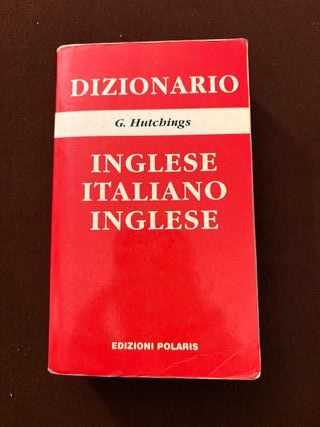 DIZIONARIO
G. Hutchings
INGLESE
ITALIANO
INGLESE
EDIZIONI POLARIS